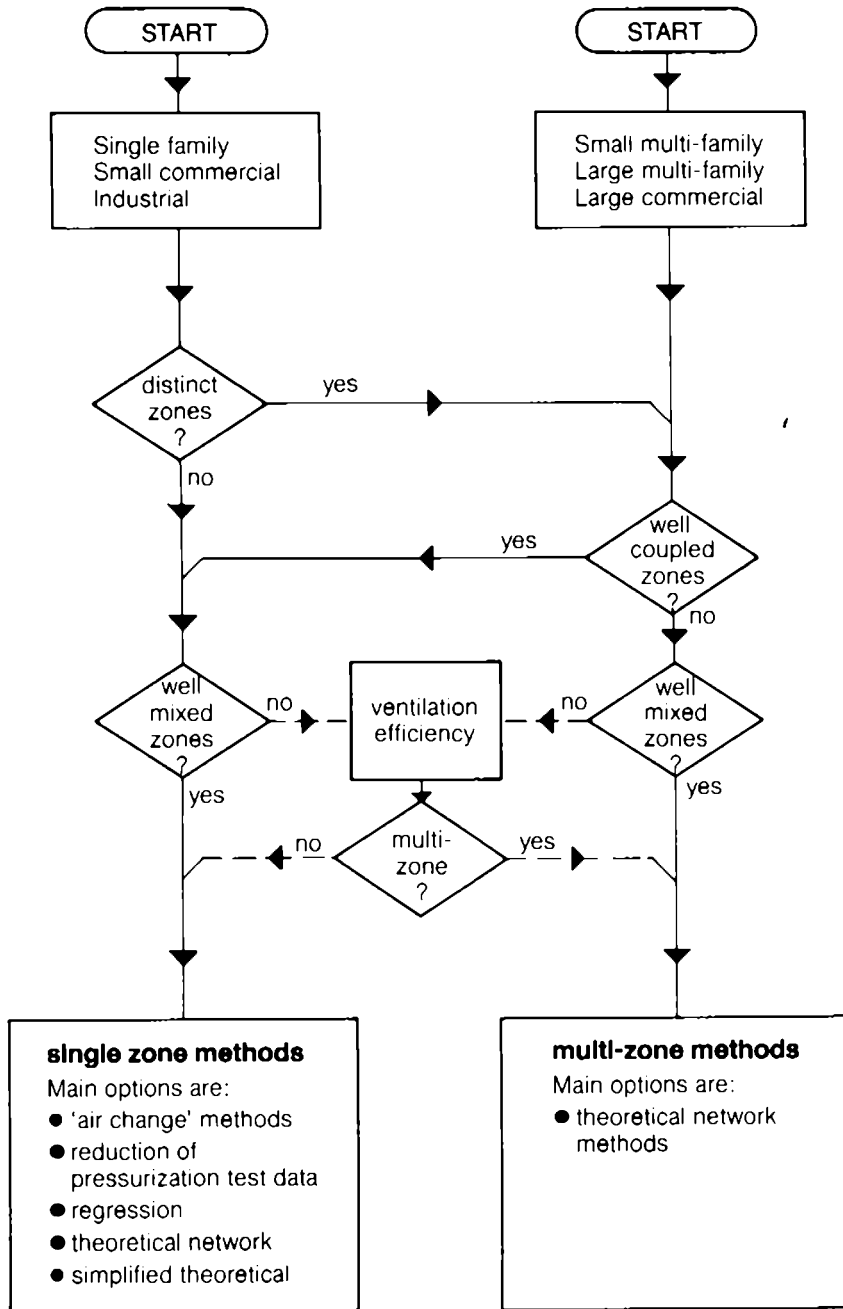 START
START
Single family
Small commercial
Industrial
Small multi-family
Large multi-family
Large commercial
distinct
zones
?
yes
no
well
coupled
zones
?
yes
no
well
mixed
zones
?
no
yes
ventilation
efficiency
well
mixed
zones
?
no
yes
multi-
zone
?
no
yes
single zone methods
Main options are:
● 'air change' methods
● reduction of
pressurization test data
● regression
● theoretical network
● simplified theoretical
multi-zone methods
Main options are:
● theoretical network
methods